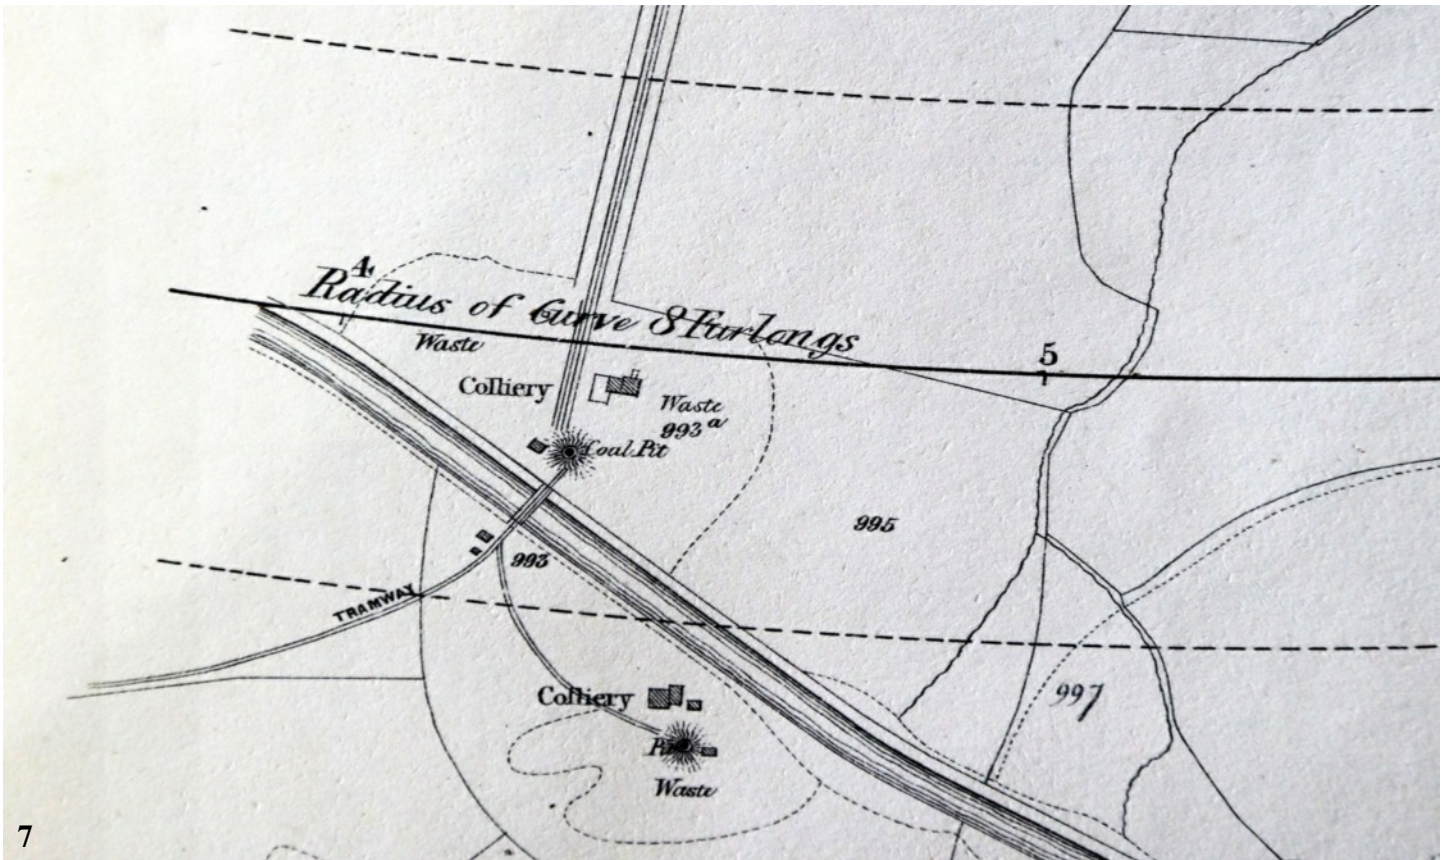 4
Radius of Curve 8 Furlongs
Waste
5
Colliery
Waste
993 a
Coal Pit
995
993
TRAMWAY
Colliery
997
Pit
Waste
7